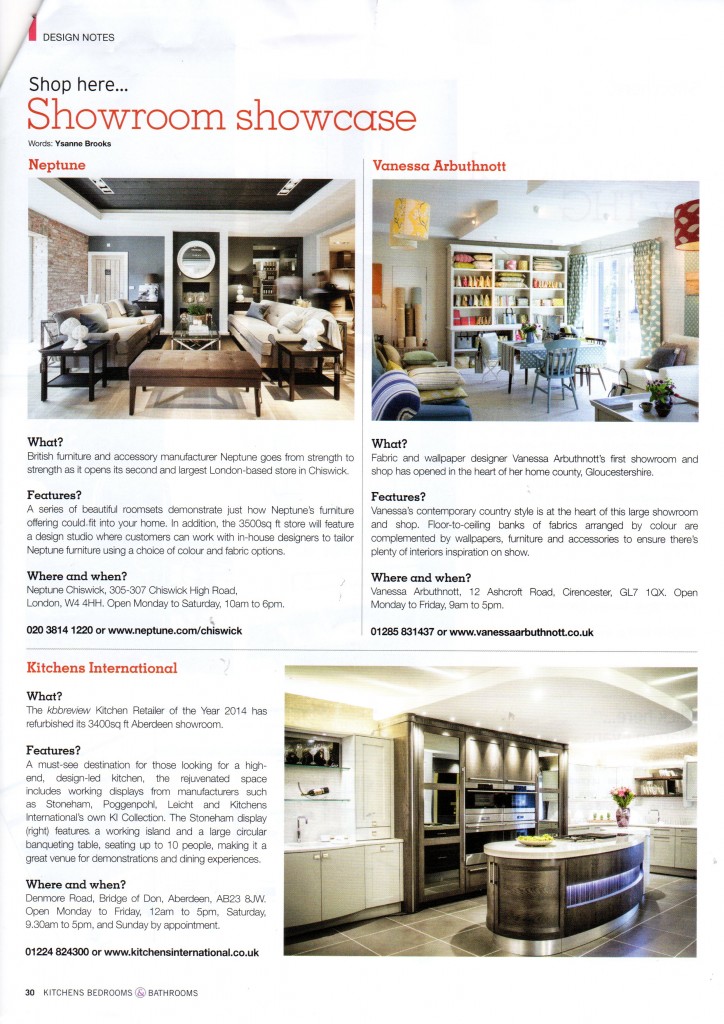 DESIGN NOTES
Shop here...
Showroom showcase
Words: Ysanne Brooks
Neptune
What?
British furniture and accessory manufacturer Neptune goes from strength to
strength as it opens its second and largest London-based store in Chiswick.
Features?
A series of beautiful roomsets demonstrate just how Neptune's furniture
offering could fit into your home. In addition, the 3500sq ft store will feature
a design studio where customers can work with in-house designers to tailor
Neptune furniture using a choice of colour and fabric options.
Where and when?
Neptune Chiswick, 305-307 Chiswick High Road,
London, W4 4HH. Open Monday to Saturday, 10am to 6pm.
020 3814 1220 or www.neptune.com/chiswick
Vanessa Arbuthnott
What?
Fabric and wallpaper designer Vanessa Arbuthnott's first showroom and
shop has opened in the heart of her home county, Gloucestershire.
Features?
Vanessa's contemporary country style is at the heart of this large showroom
and shop. Floor-to-ceiling banks of fabrics arranged by colour are
complemented by wallpapers, furniture and accessories to ensure there's
plenty of interiors inspiration on show.
Where and when?
Vanessa Arbuthnott, 12 Ashcroft Road, Cirencester, GL7 1QX. Open
Monday to Friday, 9am to 5pm.
01285 831437 or www.vanessaarbuthnott.co.uk
Kitchens International
What?
The kbbreview Kitchen Retailer of the Year 2014 has
refurbished its 3400sq ft Aberdeen showroom.
Features?
A must-see destination for those looking for a high-
end, design-led kitchen, the rejuvenated space
includes working displays from manufacturers such
as Stoneham, Poggenpohl, Leicht and Kitchens
International's own KI Collection. The Stoneham display
(right) features a working island and a large circular
banqueting table, seating up to 10 people, making it a
great venue for demonstrations and dining experiences.
Where and when?
Denmore Road, Bridge of Don, Aberdeen, AB23 8JW.
Open Monday to Friday, 12am to 5pm, Saturday,
9.30am to 5pm, and Sunday by appointment.
01224 824300 or www.kitchensinternational.co.uk
30 KITCHENS BEDROOMS & BATHROOMS